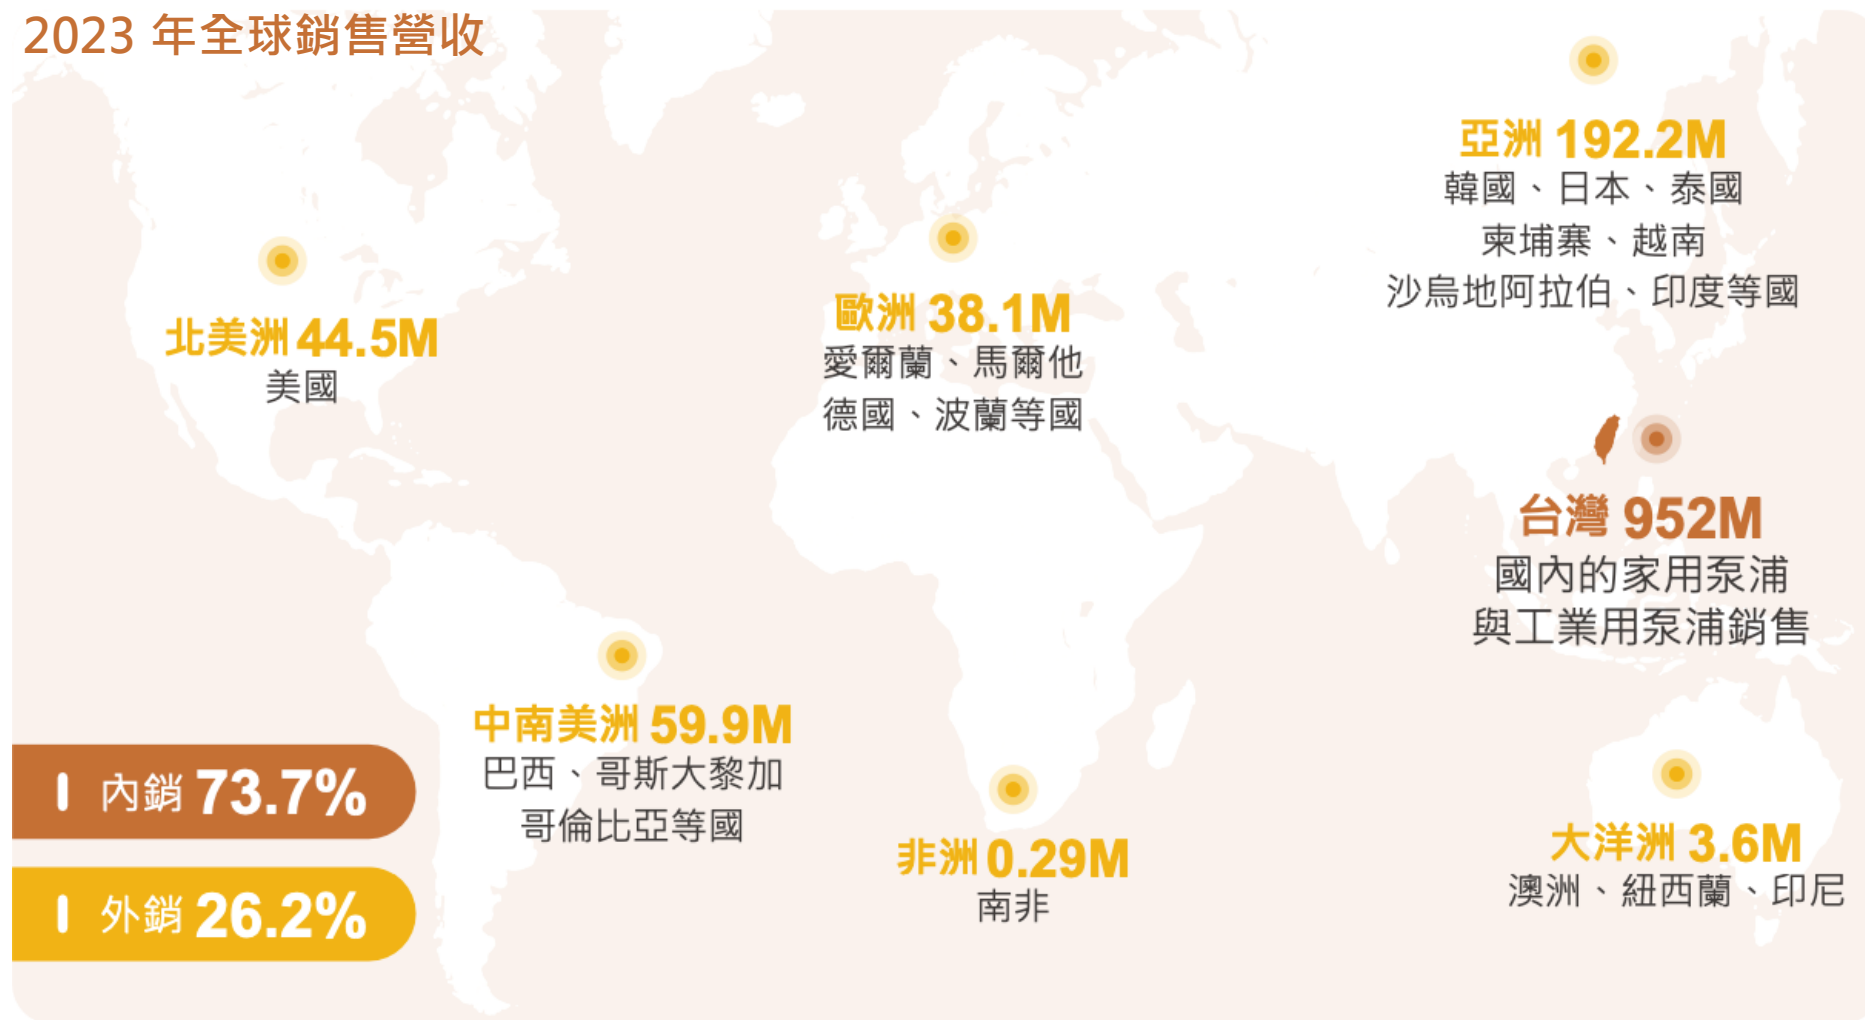 2023 年全球銷售營收
亞洲 192.2M
韓國、日本、泰國
柬埔寨、越南
沙烏地阿拉伯、印度等國
北美洲 44.5M
美國
歐洲 38.1M
愛爾蘭、馬爾他
德國、波蘭等國
台灣 952M
國內的家用泵浦
與工業用泵浦銷售
中南美洲 59.9M
巴西、哥斯大黎加
哥倫比亞等國
非洲 0.29M
南非
大洋洲 3.6M
澳洲、紐西蘭、印尼
內銷 73.7%
外銷 26.2%